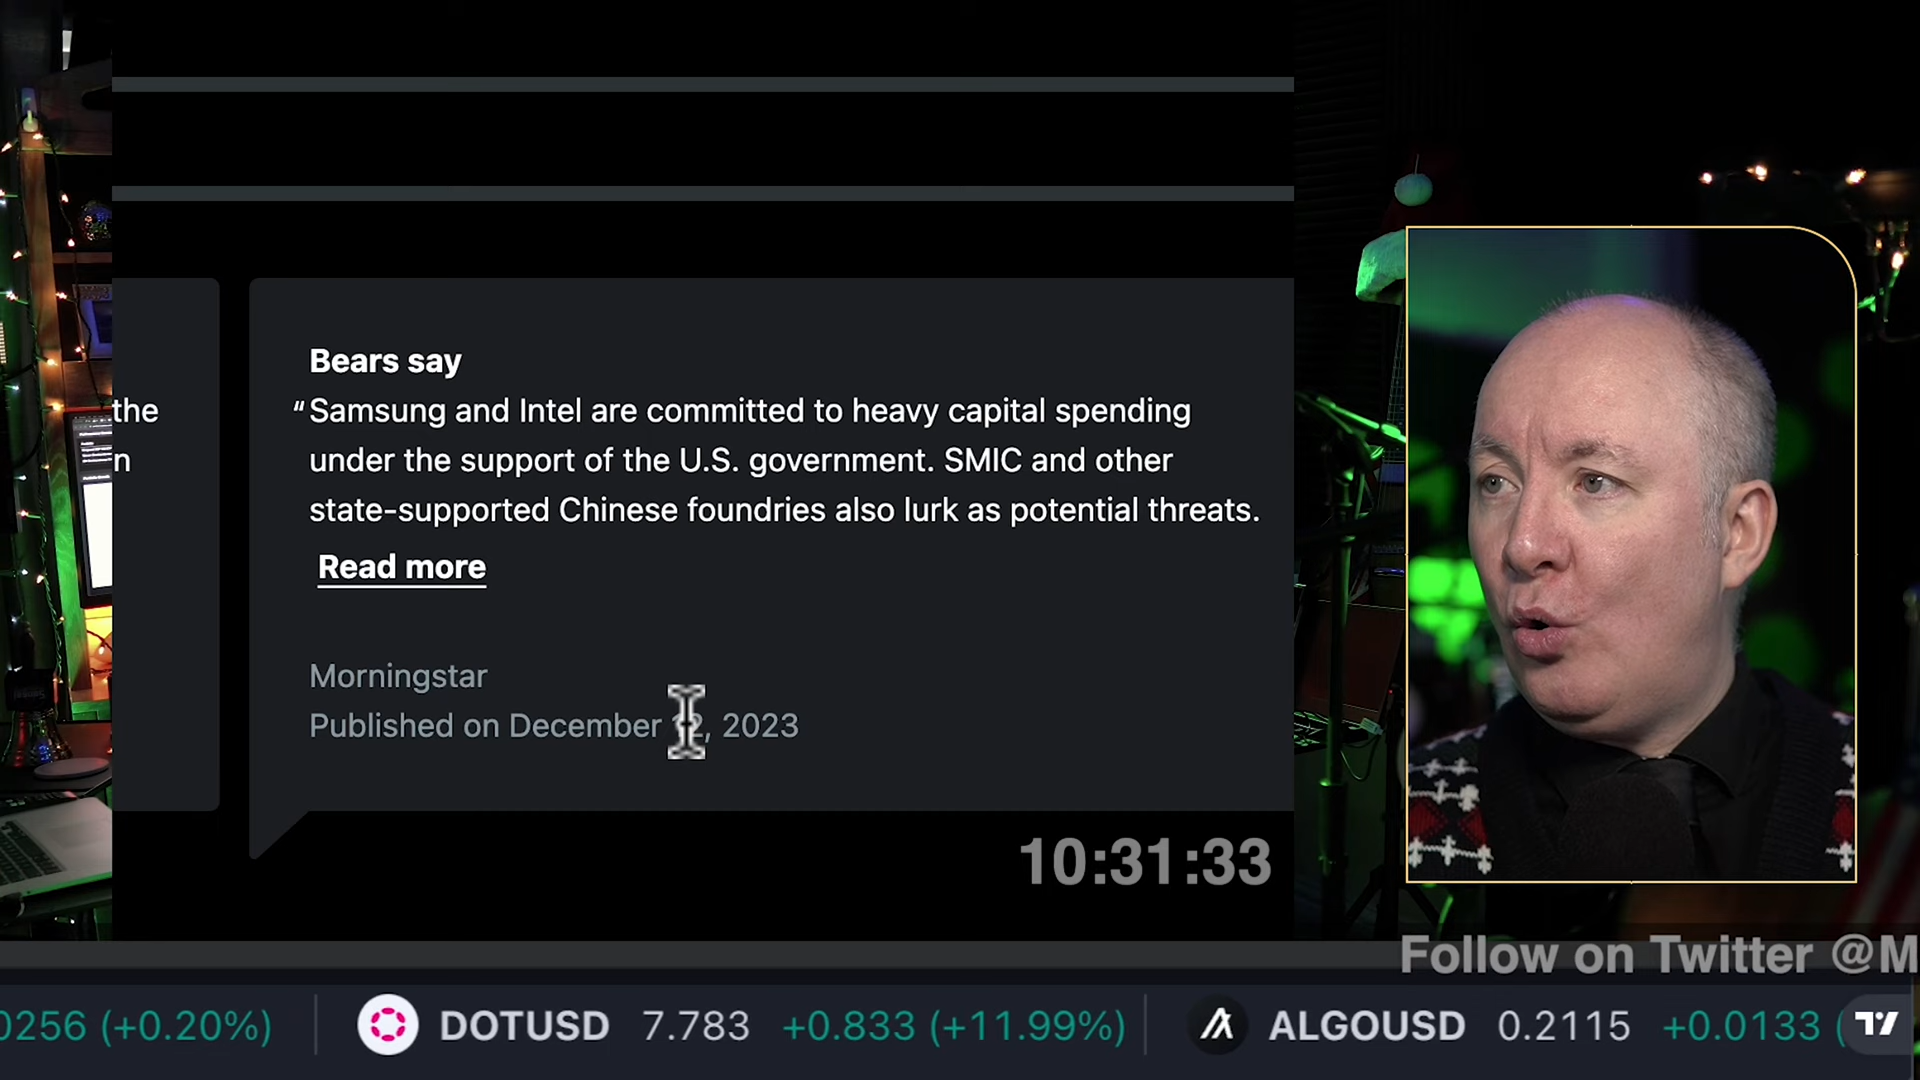 the
n
Bears say
“Samsung and Intel are committed to heavy capital spending
under the support of the U.S. government. SMIC and other
state-supported Chinese foundries also lurk as potential threats.
Read more
Morningstar
Published on December 12, 2023
10:31:33
Follow on Twitter @M
0256 (+0.20%)
DOTUSD 7.783 +0.833 (+11.99%)
ALGOUSD 0.2115 +0.0133 (